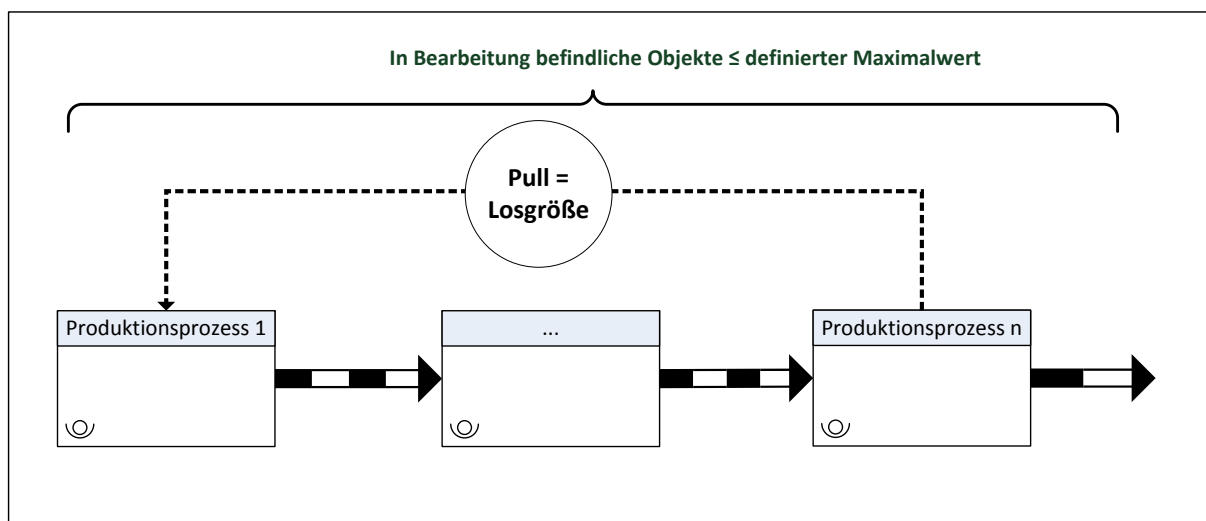 In Bearbeitung befindliche Objekte ≤ definierter Maximalwert
Pull =
Losgröße
Produktionsprozess 1
...
Produktionsprozess n